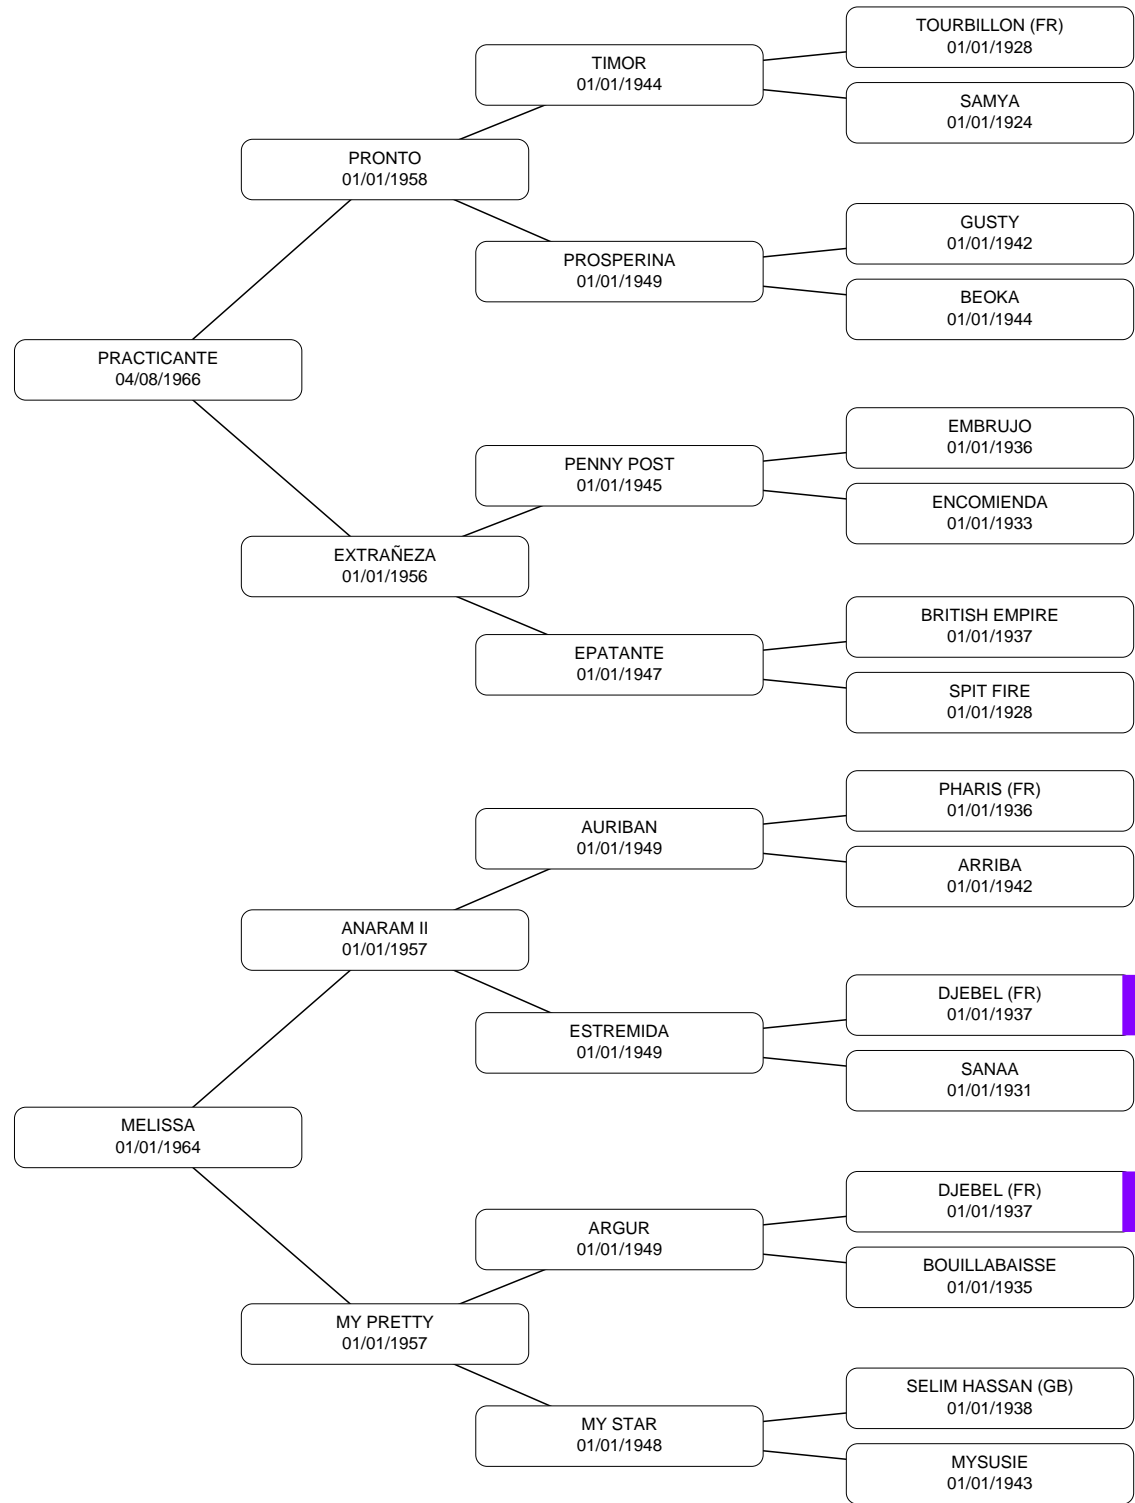 TOURBILLON (FR)
01/01/1928
TIMOR
01/01/1944
SAMYA
01/01/1924
PRONTO
01/01/1958
GUSTY
01/01/1942
PROSPERINA
01/01/1949
BEOKA
01/01/1944
PRACTICANTE
04/08/1966
EMBRUJO
01/01/1936
PENNY POST
01/01/1945
ENCOMIENDA
01/01/1933
EXTRAÑEZA
01/01/1956
BRITISH EMPIRE
01/01/1937
EPATANTE
01/01/1947
SPIT FIRE
01/01/1928
PHARIS (FR)
01/01/1936
AURIBAN
01/01/1949
ARRIBA
01/01/1942
ANARAM II
01/01/1957
DJEBEL (FR)
01/01/1937
ESTREMIDA
01/01/1949
SANAA
01/01/1931
MELISSA
01/01/1964
DJEBEL (FR)
01/01/1937
ARGUR
01/01/1949
BOUILLABAISSE
01/01/1935
MY PRETTY
01/01/1957
SELIM HASSAN (GB)
01/01/1938
MY STAR
01/01/1948
MYSUSIE
01/01/1943